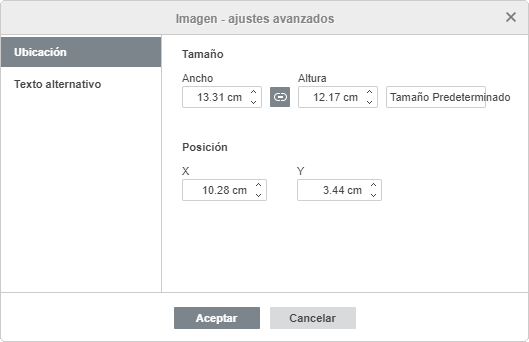 Imagen - ajustes avanzados
Ubicación
Texto alternativo
Tamaño
Ancho Altura
13.31 cm 12.17 cm Tamaño Predeterminado
Posición
X Y
10.28 cm 3.44 cm
Aceptar Cancelar